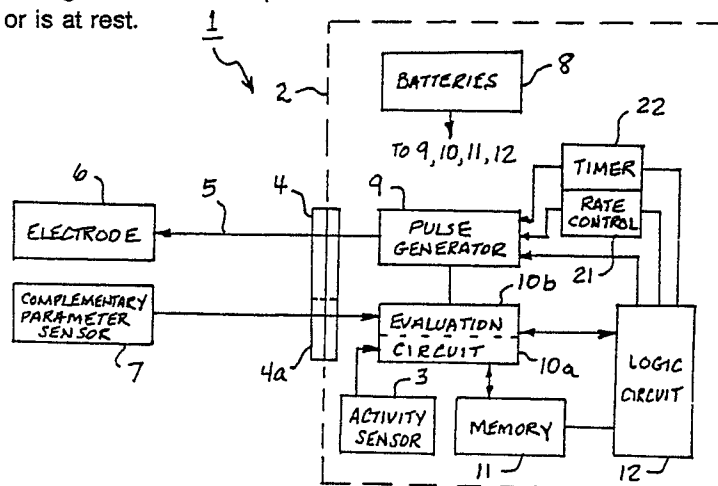 or is at rest.
1
2
BATTERIES
8
TO 9, 10, 11, 12
22
TIMER
RATE
CONTROL
21
6
ELECTRODE
5
4
9
PULSE
GENERATOR
10b
COMPLEMENTARY
PARAMETER
SENSOR
7
4a
EVALUATION
CIRCUIT
10a
LOGIC
CIRCUIT
12
3
ACTIVITY
SENSOR
MEMORY
11